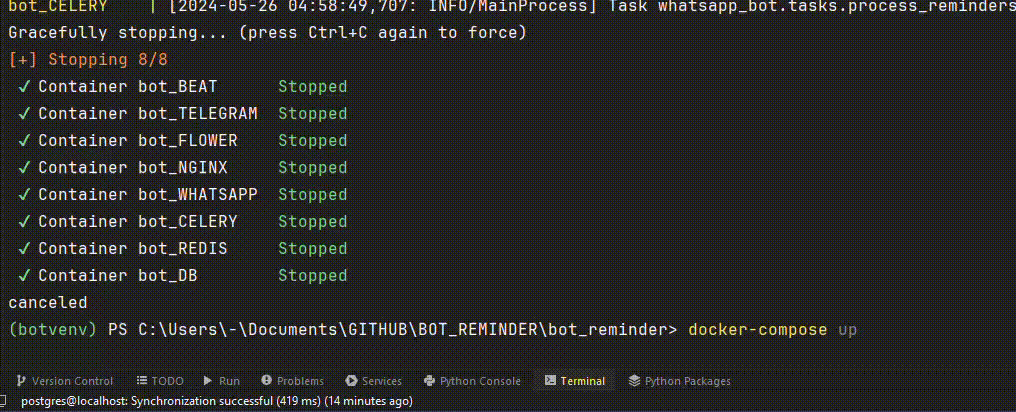 bot_CELERY | [2024-05-26 04:58:49,707: INFO/MainProcess] Task whatsapp_bot.tasks.process_reminders
Gracefully stopping... (press Ctrl+C again to force)
[+] Stopping 8/8
✓ Container bot_BEAT Stopped
✓ Container bot_TELEGRAM Stopped
✓ Container bot_FLOWER Stopped
✓ Container bot_NGINX Stopped
✓ Container bot_WHATSAPP Stopped
✓ Container bot_CELERY Stopped
✓ Container bot_REDIS Stopped
✓ Container bot_DB Stopped
canceled
(botvenv) PS C:\Users\-\Documents\GITHUB\BOT_REMINDER\bot_reminder> docker-compose up
Version Control TODO Run Problems Services Python Console Terminal Python Packages
postgres@localhost: Synchronization successful (419 ms) (14 minutes ago)